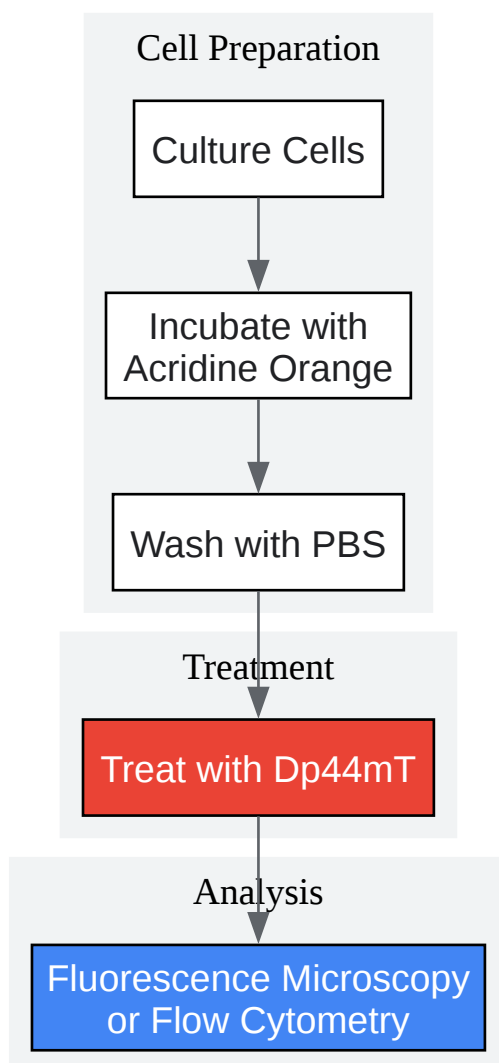 Cell Preparation
Culture Cells
Incubate with
Acridine Orange
Wash with PBS
Treatment
Treat with Dp44mT
Analysis
Fluorescence Microscopy
or Flow Cytometry